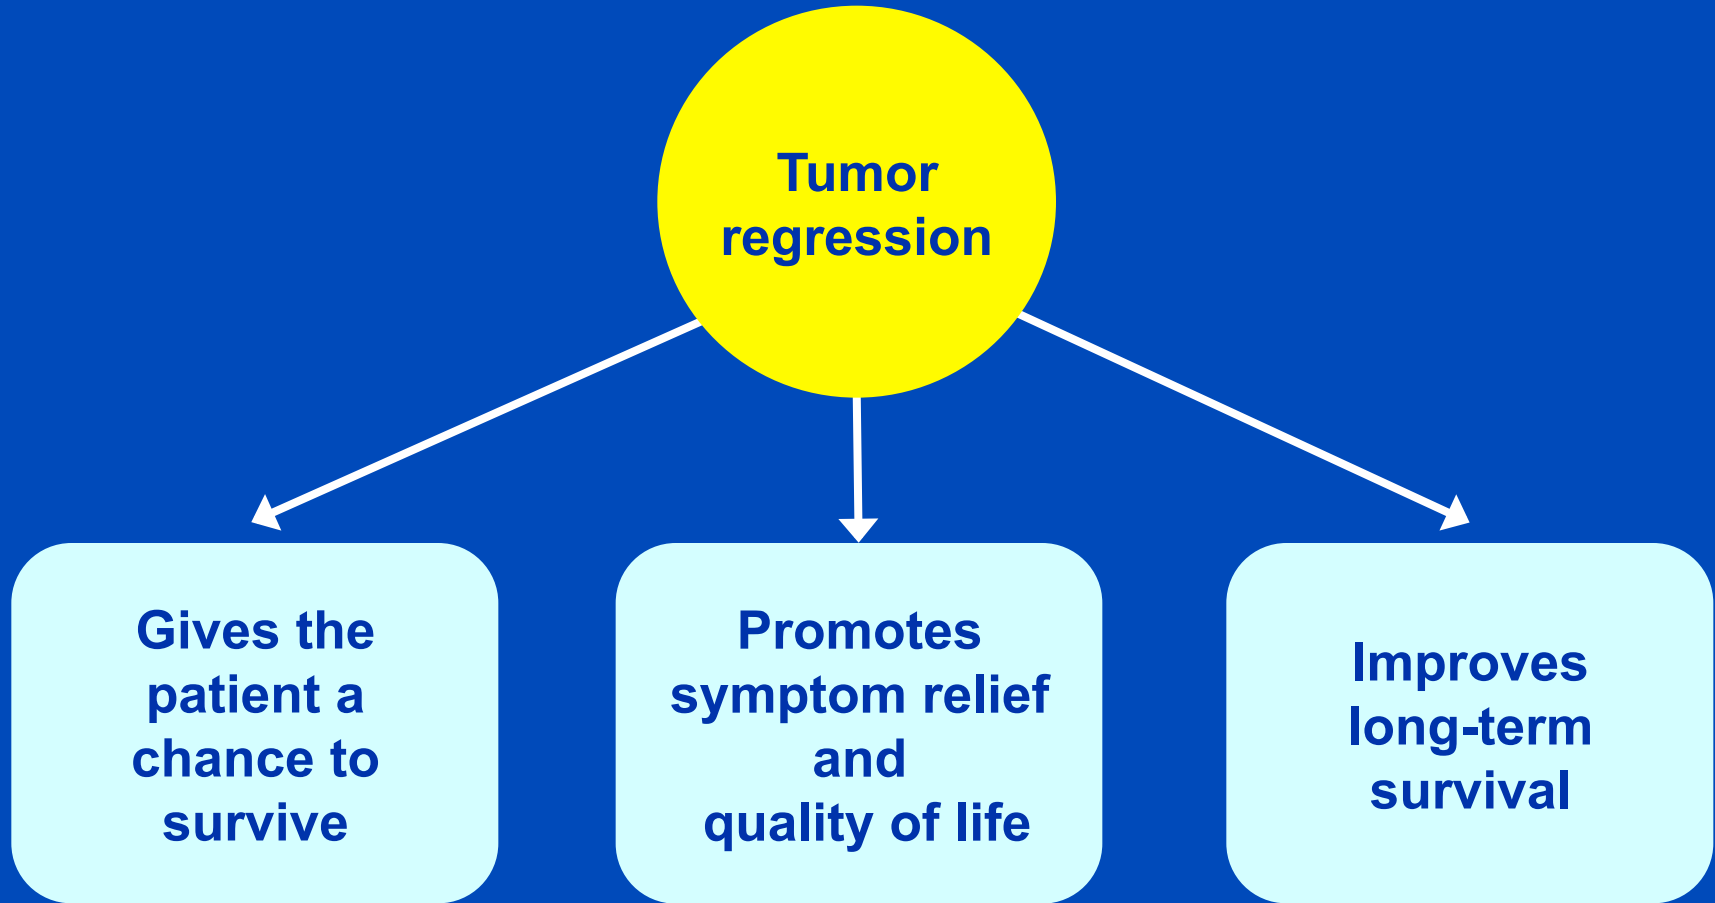 Tumor
regression
Gives the
patient a
chance to
survive
Promotes
symptom relief
and
quality of life
Improves
long-term
survival